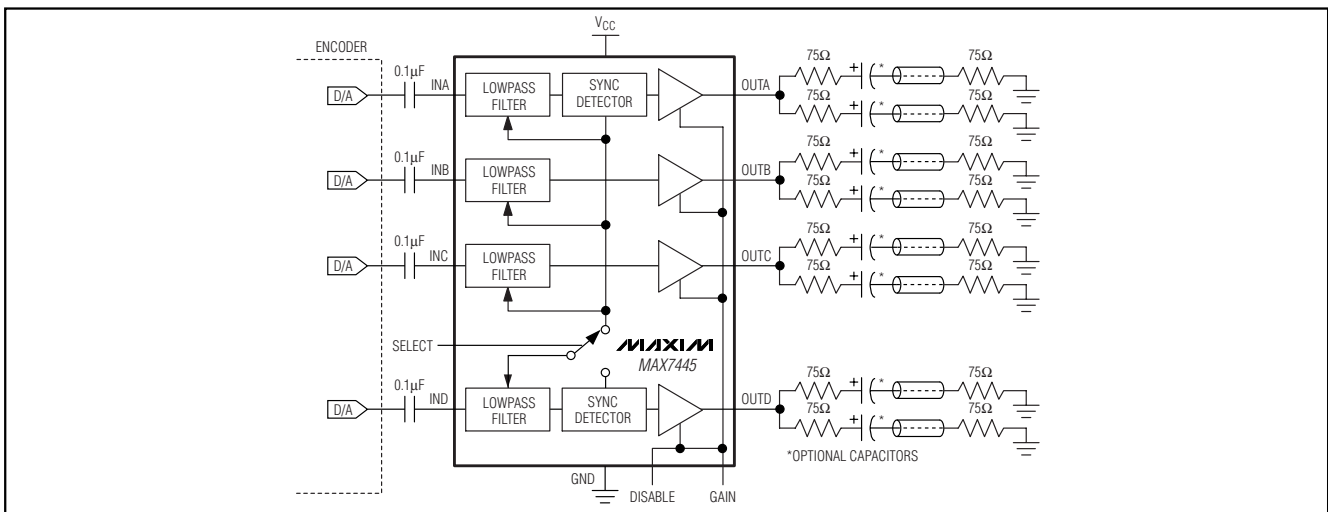 V_CC
ENCODER
0.1µF
D/A
INA
LOWPASS
FILTER
SYNC
DETECTOR
OUTA
75Ω
+
*
75Ω
75Ω
+
*
75Ω
0.1µF
D/A
INB
LOWPASS
FILTER
OUTB
75Ω
+
*
75Ω
75Ω
+
*
75Ω
0.1µF
D/A
INC
LOWPASS
FILTER
OUTC
75Ω
+
*
75Ω
75Ω
+
*
75Ω
SELECT
MAXIM
MAX7445
0.1µF
D/A
IND
LOWPASS
FILTER
SYNC
DETECTOR
OUTD
75Ω
+
*
75Ω
75Ω
+
*
75Ω
*OPTIONAL CAPACITORS
GND
DISABLE
GAIN